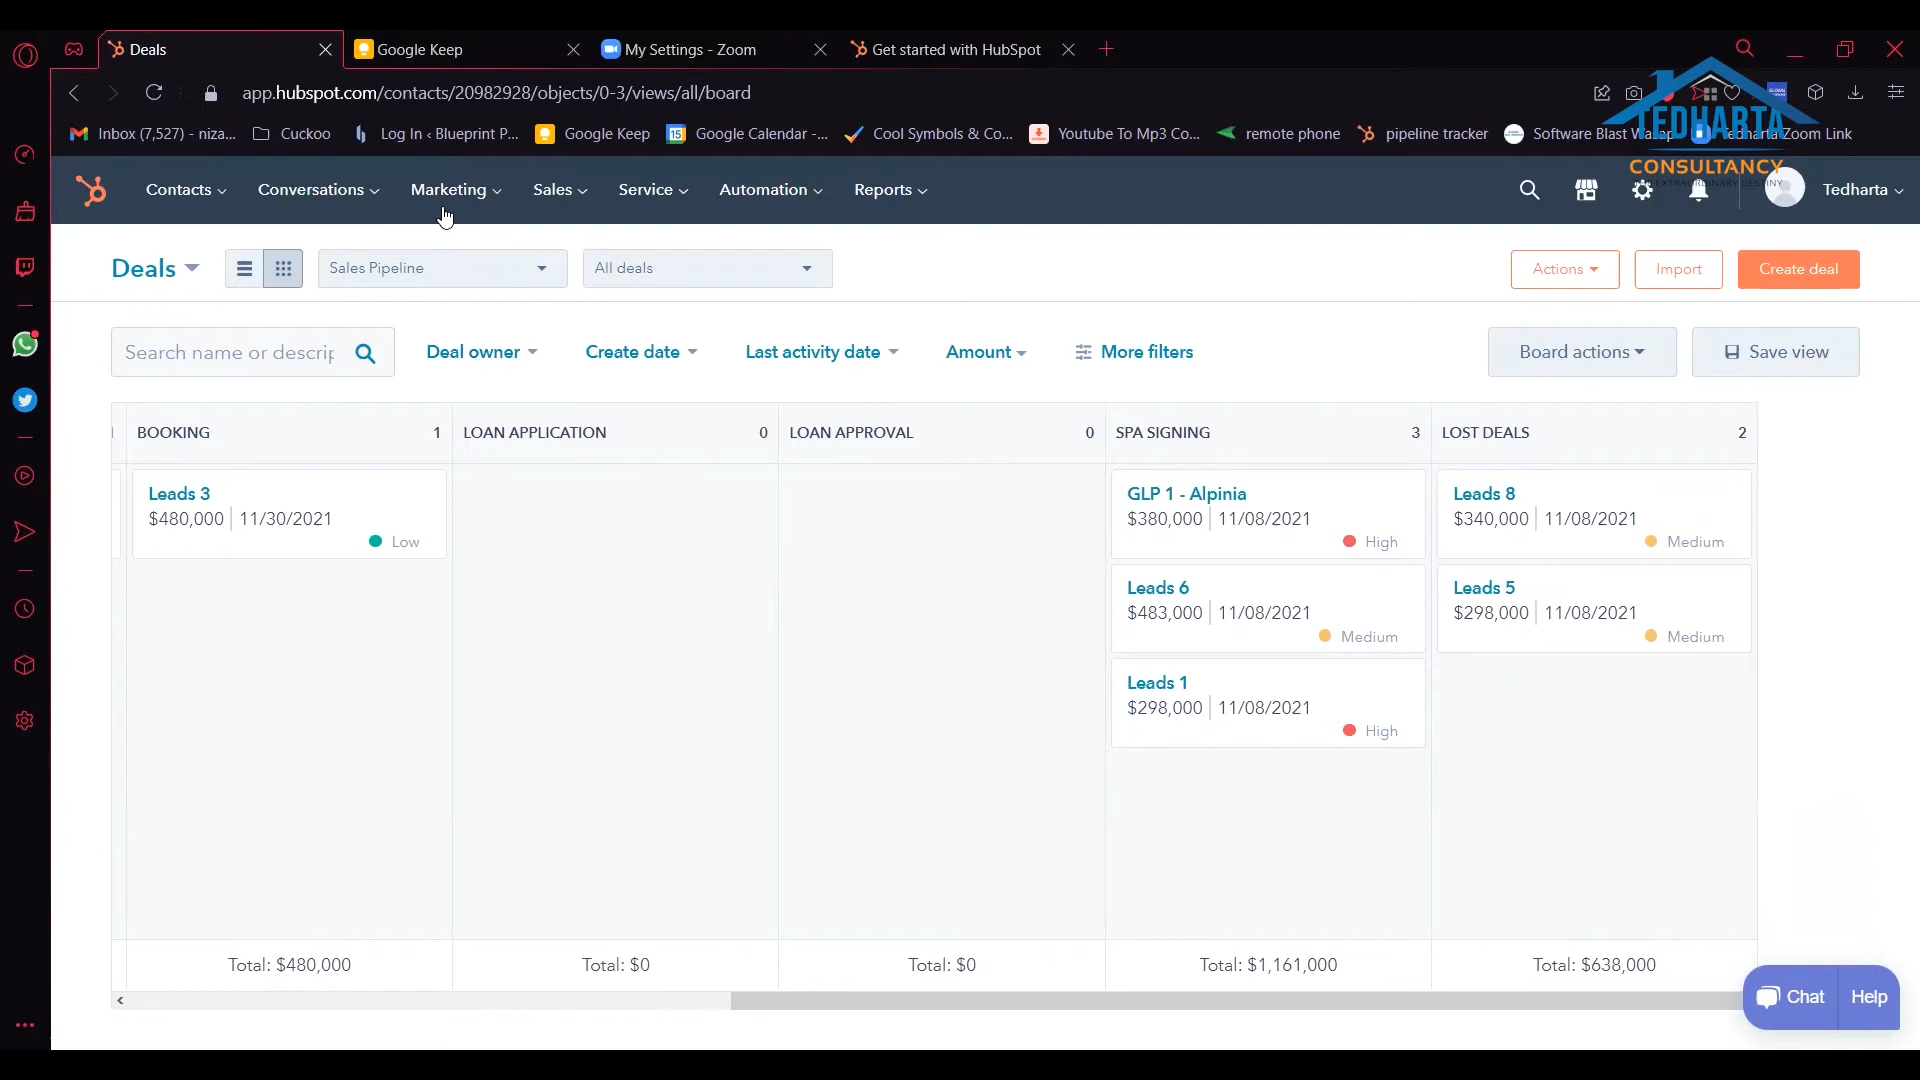 Deals
Google Keep
My Settings - Zoom
Get started with HubSpot
app.hubspot.com/contacts/20982928/objects/0-3/views/all/board
Inbox (7,527) - niza...
Cuckoo
Log In ‹ Blueprint P...
Google Keep
15
Google Calendar -...
Cool Symbols & Co...
Youtube To Mp3 Co...
remote phone
pipeline tracker
Software Blast Wasap
Tedharta Zoom Link
TEDHARTA
CONSULTANCY
Contacts
Conversations
Marketing
Sales
Service
Automation
Reports
Tedharta
Deals
Sales Pipeline
All deals
Actions
Import
Create deal
Search name or descrip
Deal owner
Create date
Last activity date
Amount
More filters
Board actions
Save view
BOOKING 1
LOAN APPLICATION 0
LOAN APPROVAL 0
SPA SIGNING 3
LOST DEALS 2
Leads 3
$480,000 11/30/2021
Low
GLP 1 - Alpinia
$380,000 11/08/2021
High
Leads 6
$483,000 11/08/2021
Medium
Leads 1
$298,000 11/08/2021
High
Leads 8
$340,000 11/08/2021
Medium
Leads 5
$298,000 11/08/2021
Medium
Total: $480,000
Total: $0
Total: $0
Total: $1,161,000
Total: $638,000
Chat
Help